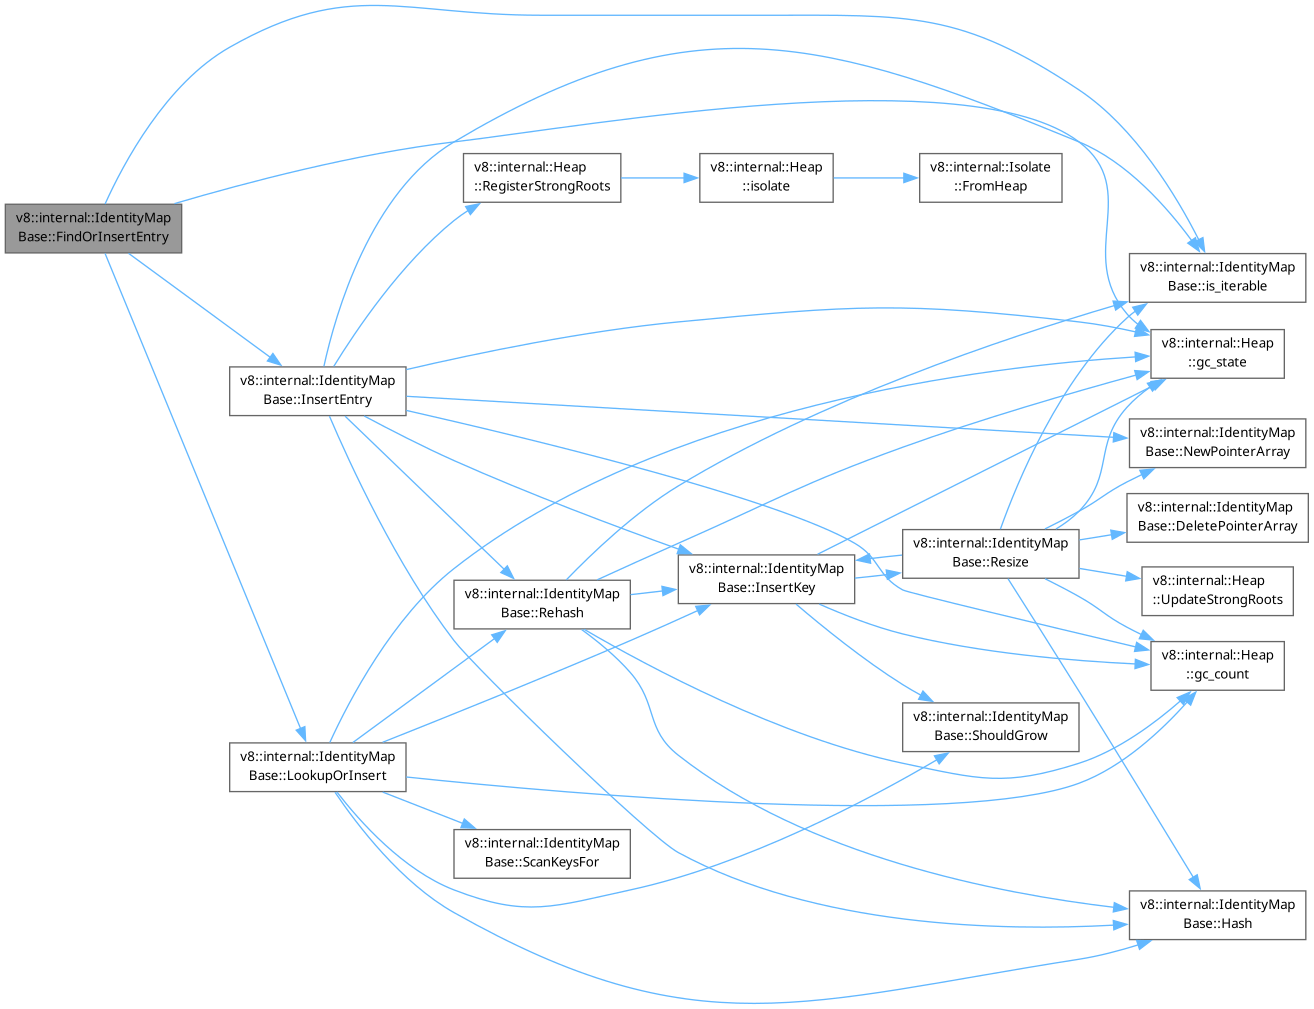 v8::internal::IdentityMap
Base::FindOrInsertEntry
v8::internal::IdentityMap
Base::InsertEntry
v8::internal::Heap
::RegisterStrongRoots
v8::internal::Heap
::isolate
v8::internal::Isolate
::FromHeap
v8::internal::IdentityMap
Base::is_iterable
v8::internal::Heap
::gc_state
v8::internal::IdentityMap
Base::NewPointerArray
v8::internal::IdentityMap
Base::DeletePointerArray
v8::internal::IdentityMap
Base::Resize
v8::internal::IdentityMap
Base::InsertKey
v8::internal::Heap
::UpdateStrongRoots
v8::internal::IdentityMap
Base::Rehash
v8::internal::Heap
::gc_count
v8::internal::IdentityMap
Base::ShouldGrow
v8::internal::IdentityMap
Base::LookupOrInsert
v8::internal::IdentityMap
Base::ScanKeysFor
v8::internal::IdentityMap
Base::Hash